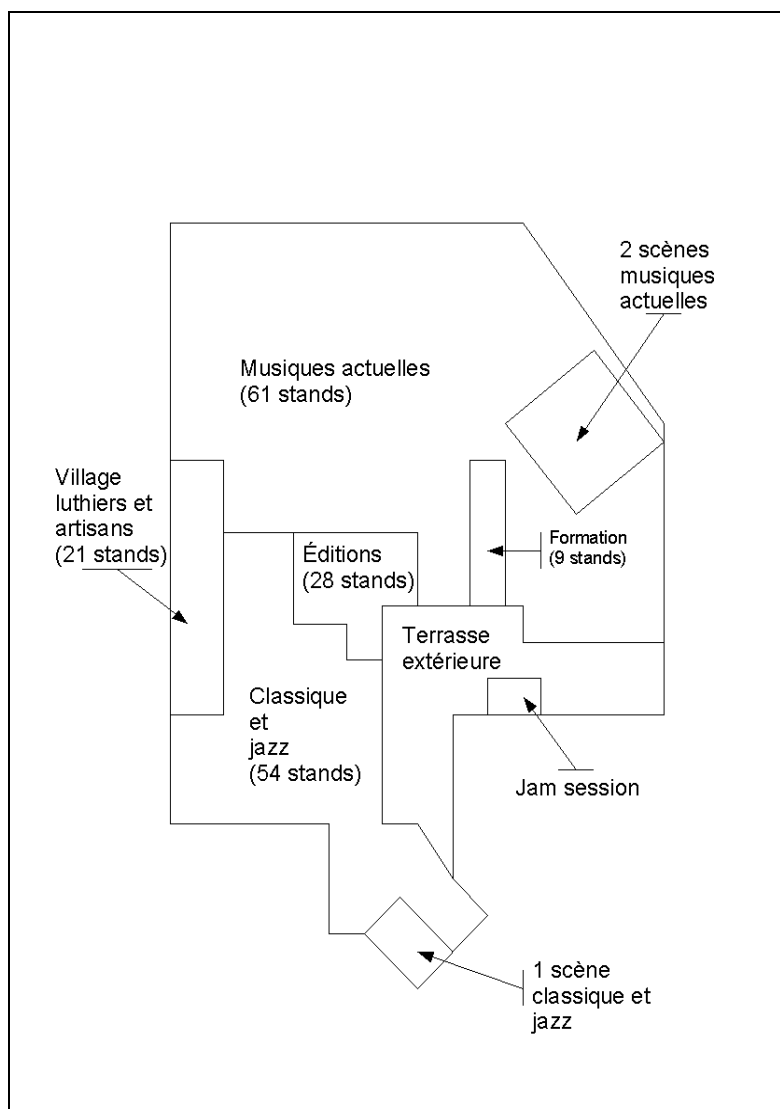 2 scènes
musiques
actuelles
Musiques actuelles
(61 stands)
Village
luthiers et
artisans
(21 stands)
Éditions
(28 stands)
Formation
(9 stands)
Terrasse
extérieure
Classique
et
jazz
(54 stands)
Jam session
1 scène
classique et
jazz